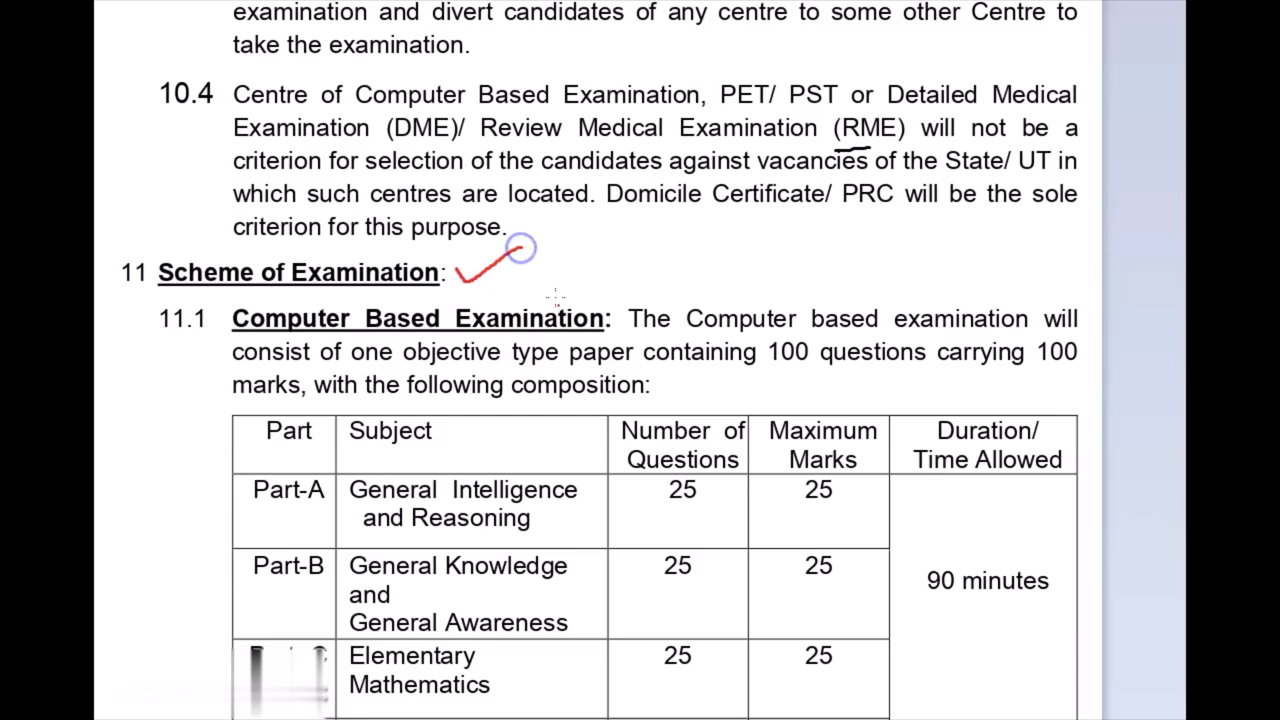 examination and divert candidates of any centre to some other Centre to
take the examination.
10.4 Centre of Computer Based Examination, PET/ PST or Detailed Medical
Examination (DME)/ Review Medical Examination (RME) will not be a
criterion for selection of the candidates against vacancies of the State/ UT in
which such centres are located. Domicile Certificate/ PRC will be the sole
criterion for this purpose.
11 Scheme of Examination:
11.1 Computer Based Examination: The Computer based examination will
consist of one objective type paper containing 100 questions carrying 100
marks, with the following composition:
Part Subject Number of Questions Maximum Marks Duration/ Time Allowed
Part-A General Intelligence and Reasoning 25 25
Part-B General Knowledge and General Awareness 25 25 90 minutes
Elementary Mathematics 25 25